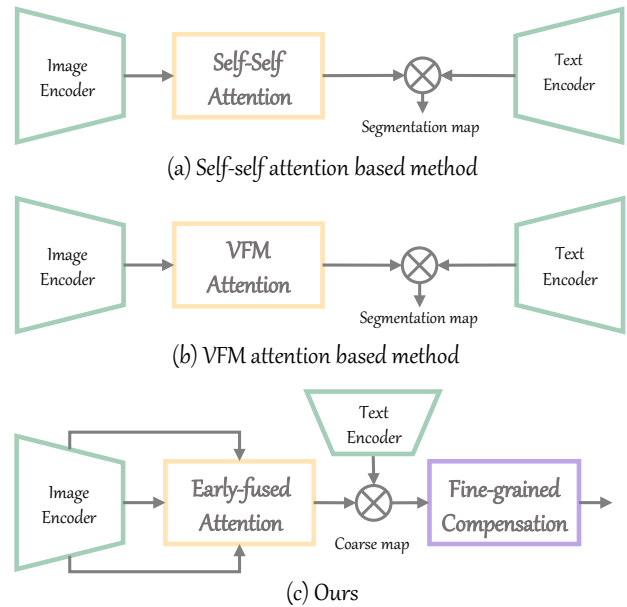 Image
Encoder
Self-Self
Attention
Text
Encoder
Segmentation map
(a) Self-self attention based method
Image
Encoder
VFM
Attention
Text
Encoder
Segmentation map
(b) VFM attention based method
Text
Encoder
Image
Encoder
Early-fused
Attention
Fine-grained
Compensation
Coarse map
(c) Ours